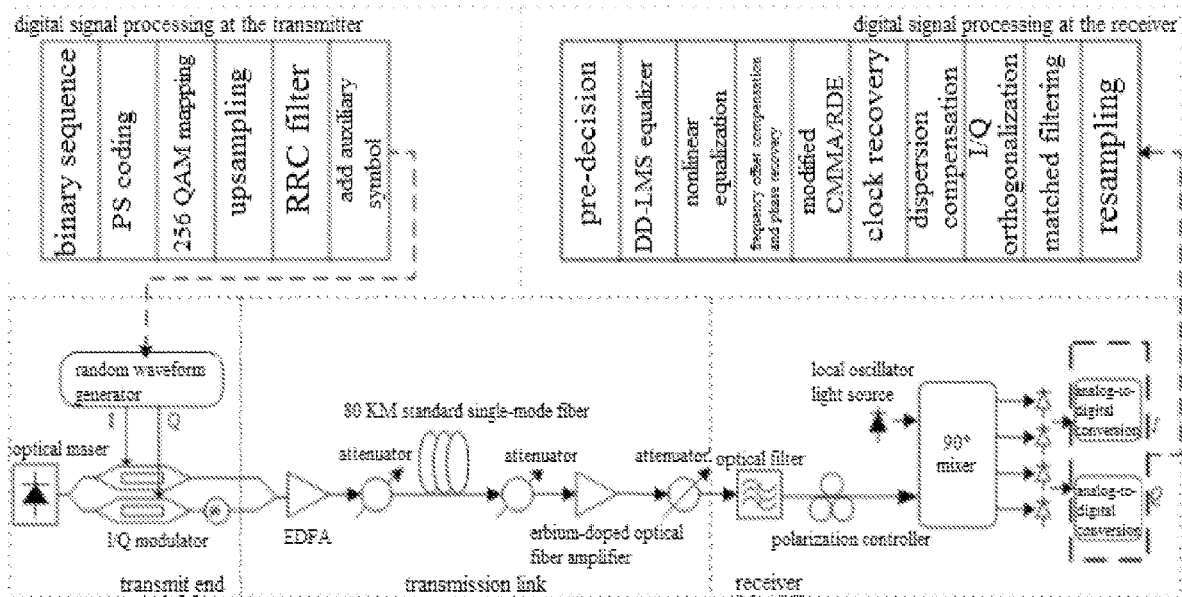 digital signal processing at the transmitter
binary sequence
PS coding
256 QAM mapping
upsampling
RRC filter
add auxiliary
symbol
digital signal processing at the receiver
pre-decision
DD-LMS equalizer
nonlinear
equalization
frequency offset compensation
and phase recovery
modified
CMMA/RDE
clock recovery
dispersion
compensation
I/Q
orthogonalization
matched filtering
resampling
random waveform
generator
I
Q
optical maser
I/Q modulator
transmit end
EDFA
attenuator
80 KM standard single-mode fiber
attenuator
erbium-doped optical
fiber amplifier
attenuator
transmission link
optical filter
polarization controller
local oscillator
light source
90°
mixer
analog-to-
digital
conversion
I
analog-to-
digital
conversion
Q
receiver